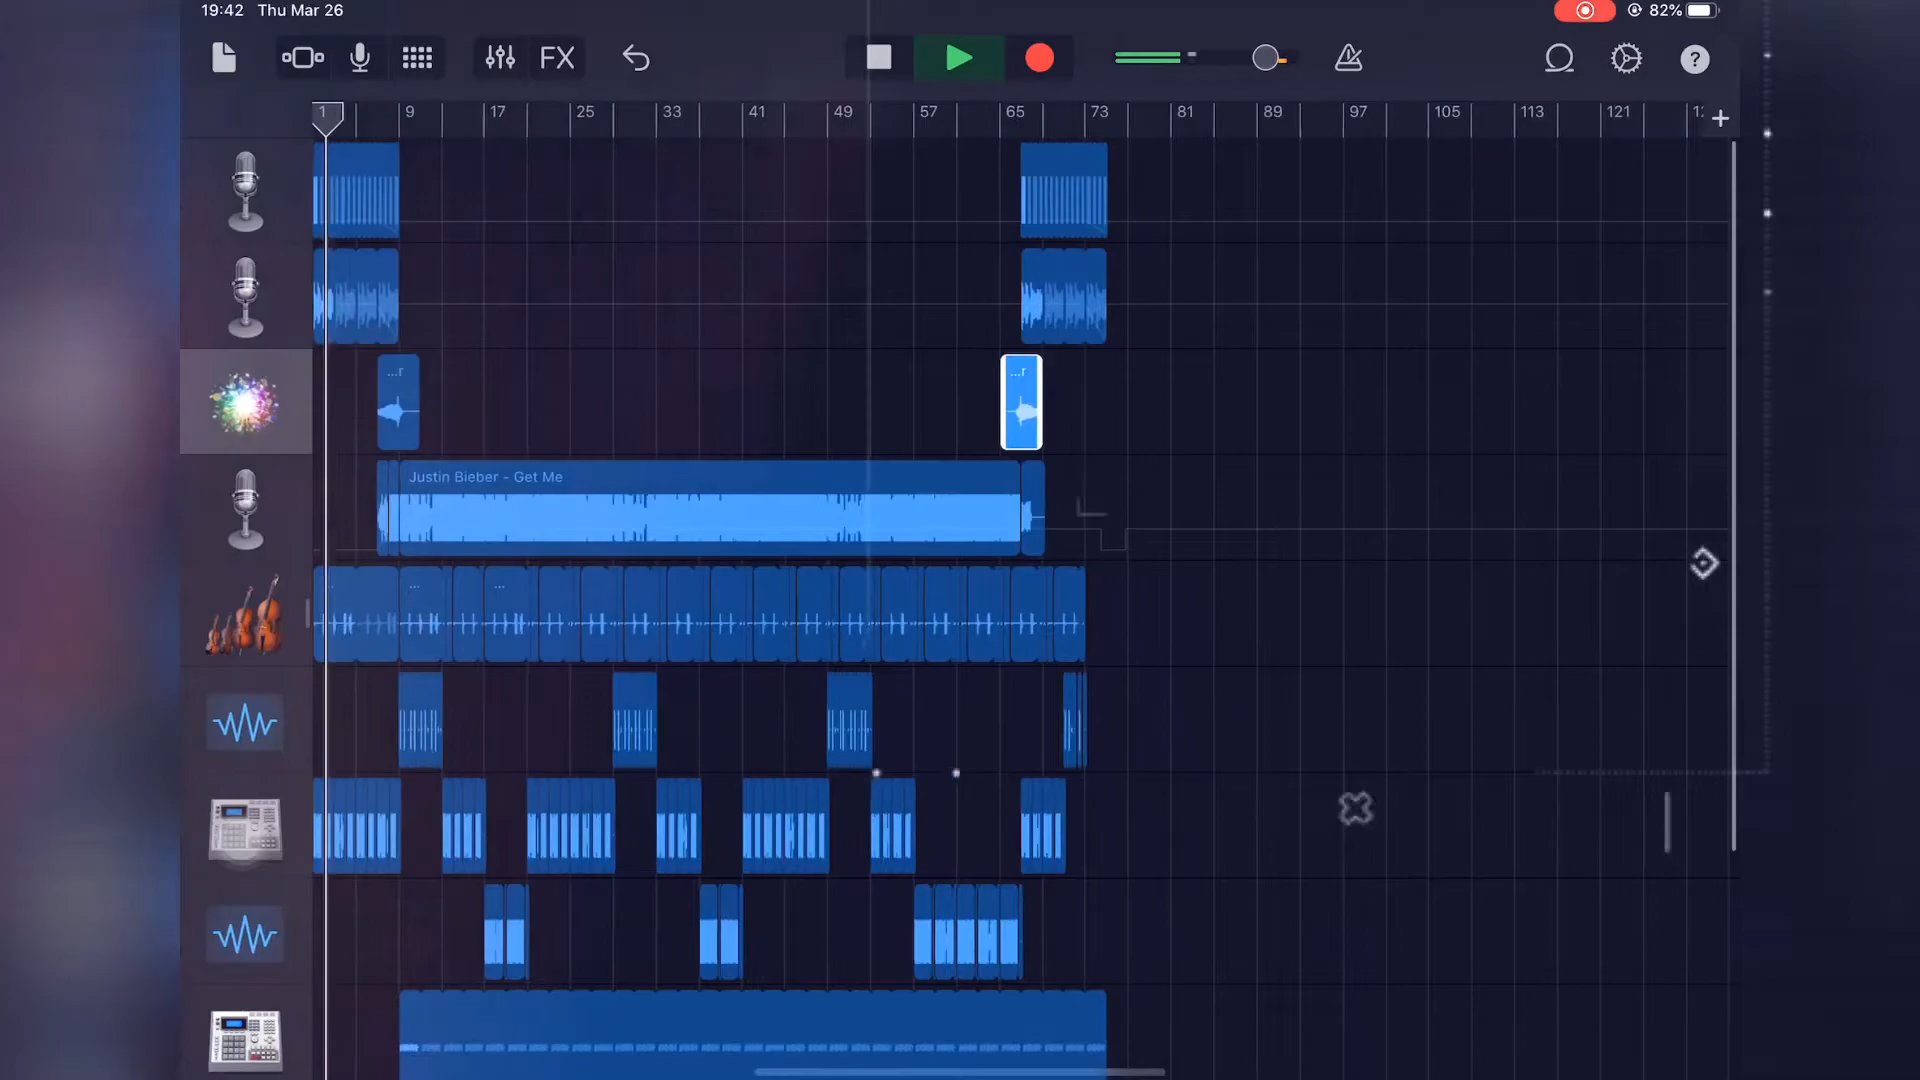 19:42 Thu Mar 26
82%
FX
?
1 9 17 25 33 41 49 57 65 73 81 89 97 105 113 121
+
...r
...r
Justin Bieber - Get Me
...
...